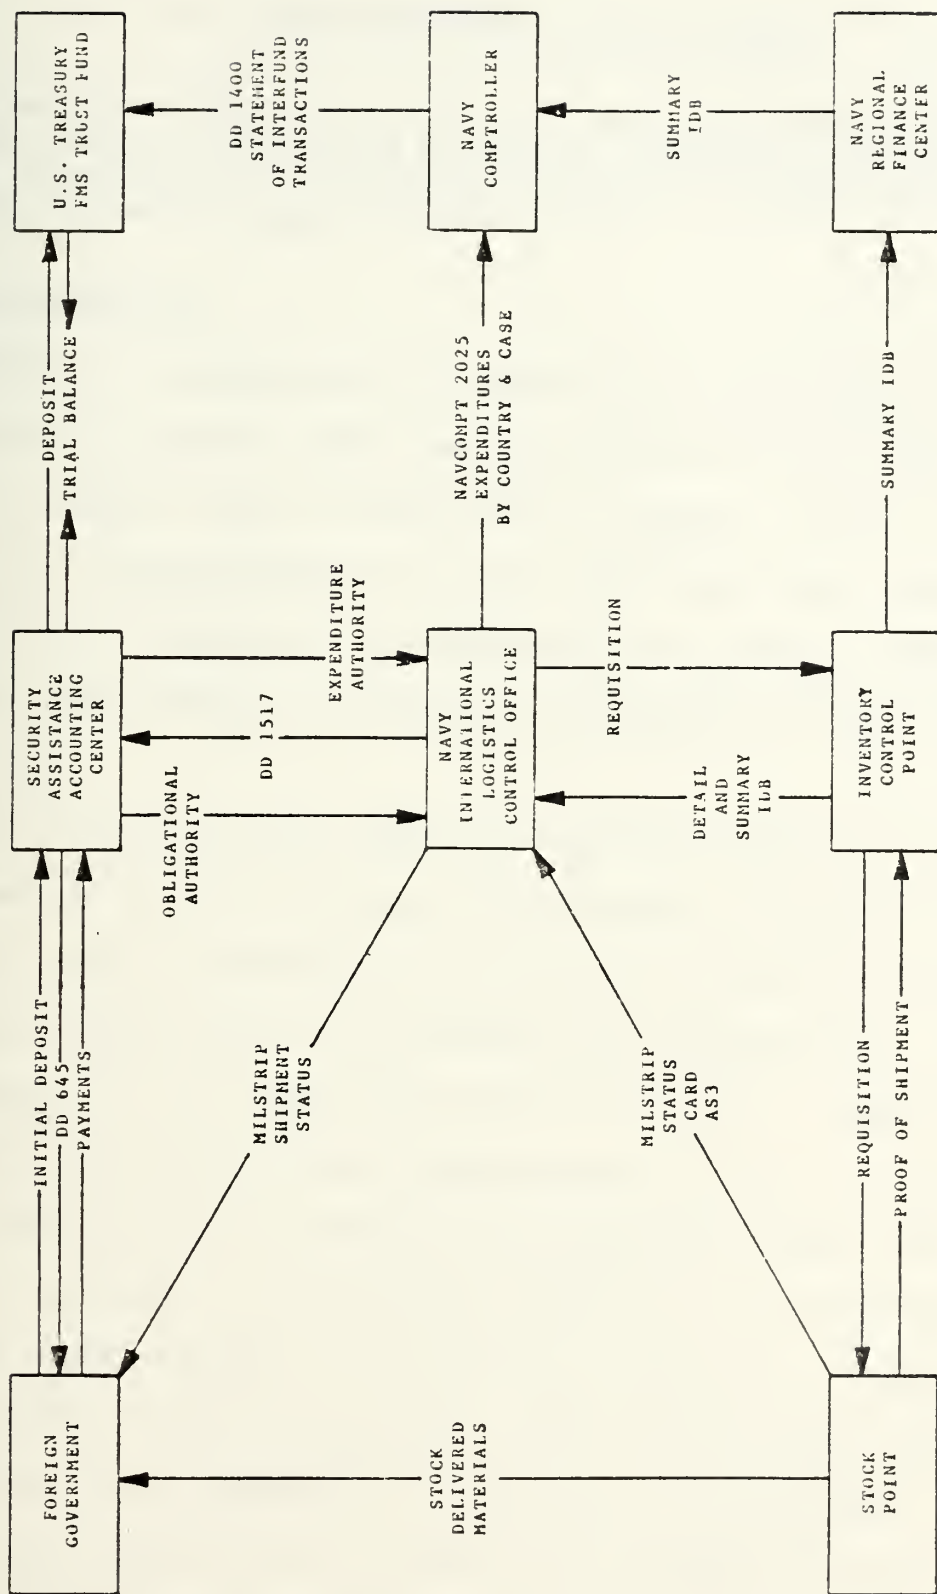 FOREIGN
GOVERNMENT
INITIAL DEPOSIT
DD 645
PAYMENTS
SECURITY
ASSISTANCE
ACCOUNTING
CENTER
DEPOSIT
TRIAL BALANCE
U.S. TREASURY
FMS TRUST FUND
OBLIGATIONAL
AUTHORITY
DD 1517
EXPENDITURE
AUTHORITY
DD 1400
STATEMENT
OF INTERFUND
TRANSACTIONS
MILSTRIP
SHIPMENT
STATUS
NAVY
INTERNATIONAL
LOGISTICS
CONTROL OFFICE
NAVCOMPT 2025
EXPENDITURES
BY COUNTRY & CASE
NAVY
COMPTROLLER
STOCK
DELIVERED
MATERIALS
MILSTRIP
STATUS
CARD
AS3
DETAIL
AND
SUMMARY
IDB
REQUISITION
SUMMARY
IDB
STOCK
POINT
REQUISITION
PROOF OF SHIPMENT
INVENTORY
CONTROL
POINT
SUMMARY IDB
NAVY
REGIONAL
FINANCE
CENTER